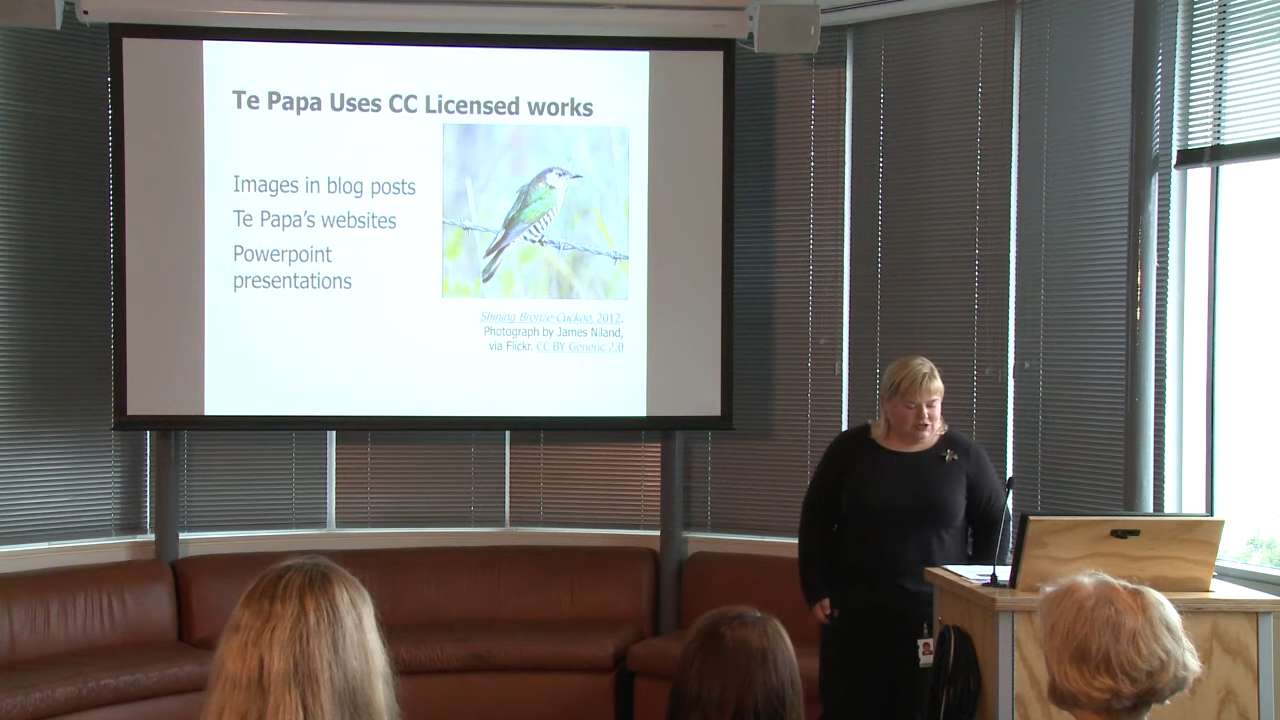 Te Papa Uses CC Licensed works
Images in blog posts
Te Papa's websites
Powerpoint
presentations
Shining Bronze-Cuckoo, 2012.
Photograph by James Niland,
via Flickr. CC BY Generic 2.0